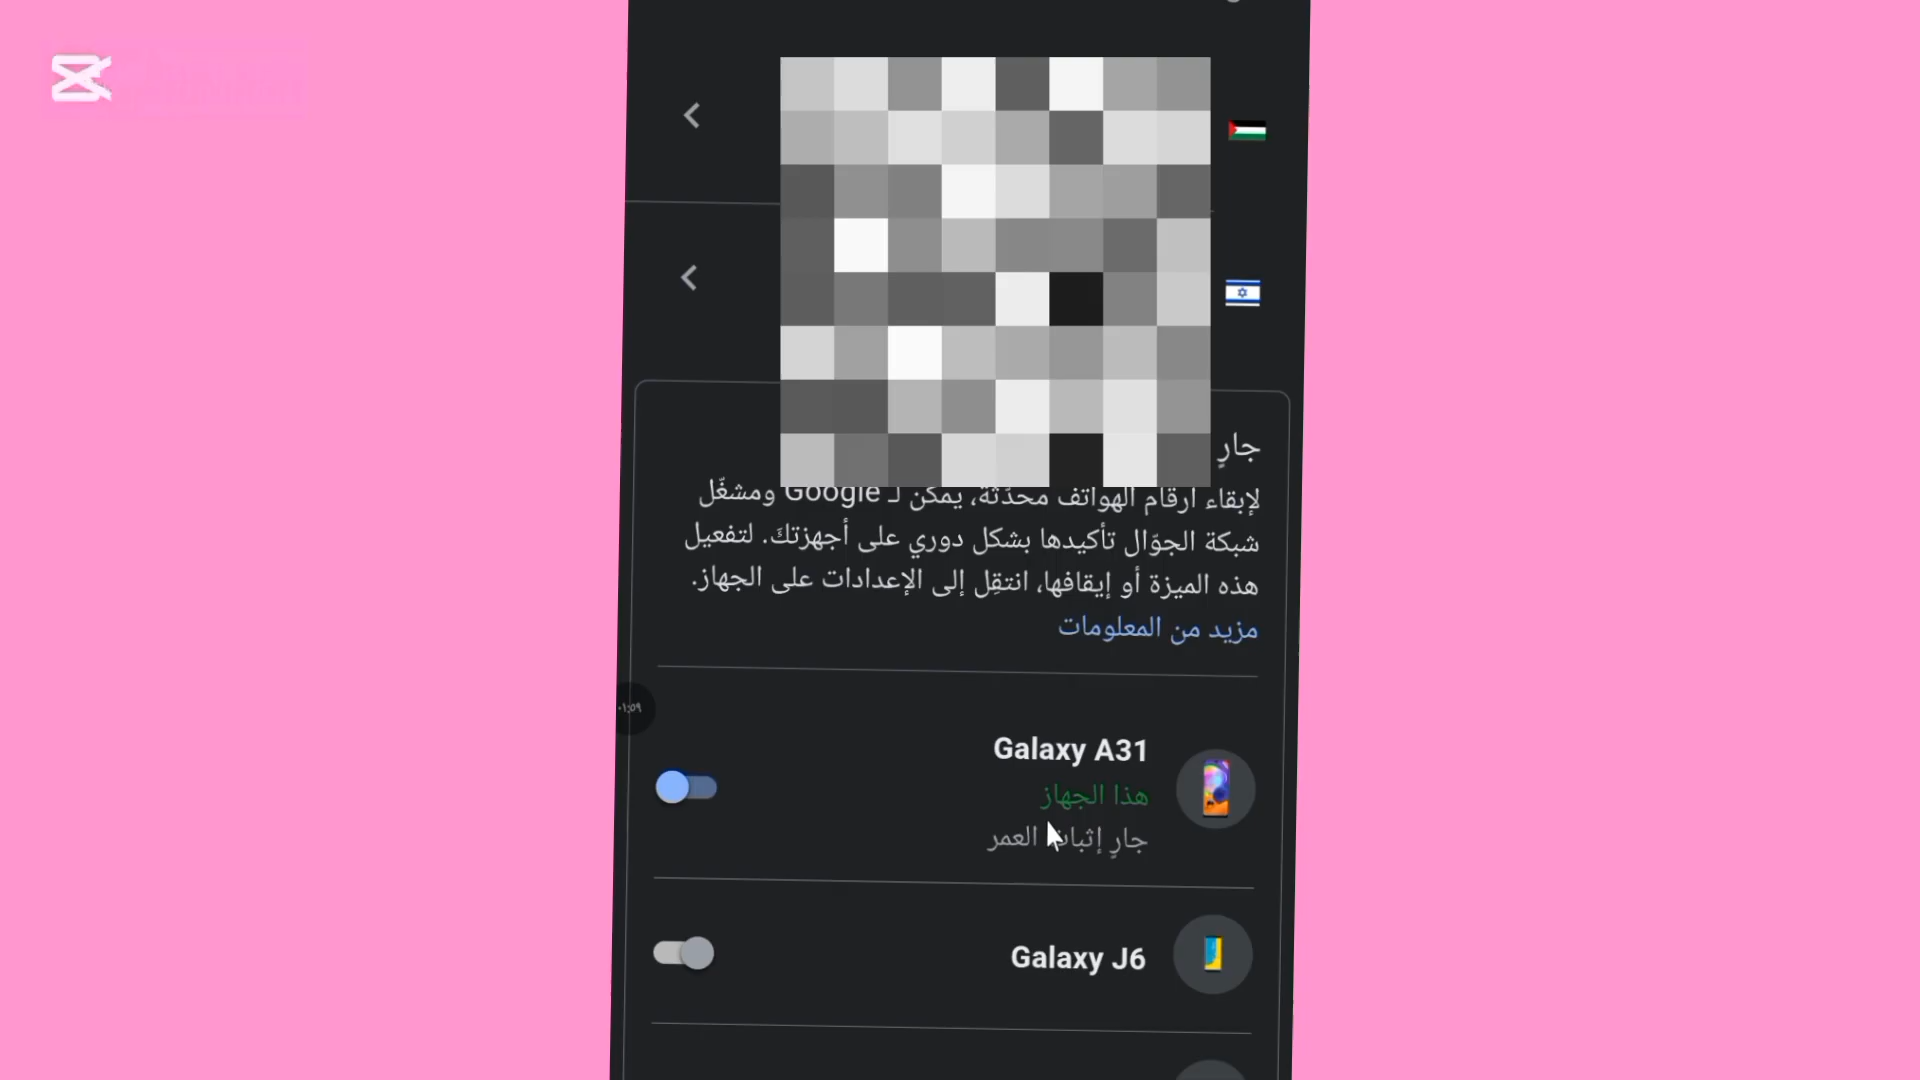 جارٍ
لإبقاء أرقام الهواتف محدّثة، يمكن لـ Google ومشغّل
شبكة الجوّال تأكيدها بشكل دوري على أجهزتكَ. لتفعيل
هذه الميزة أو إيقافها، انتقِل إلى الإعدادات على الجهاز.
مزيد من المعلومات
٠١:٥٩
Galaxy A31
هذا الجهاز
جارٍ إثبات العمر
Galaxy J6